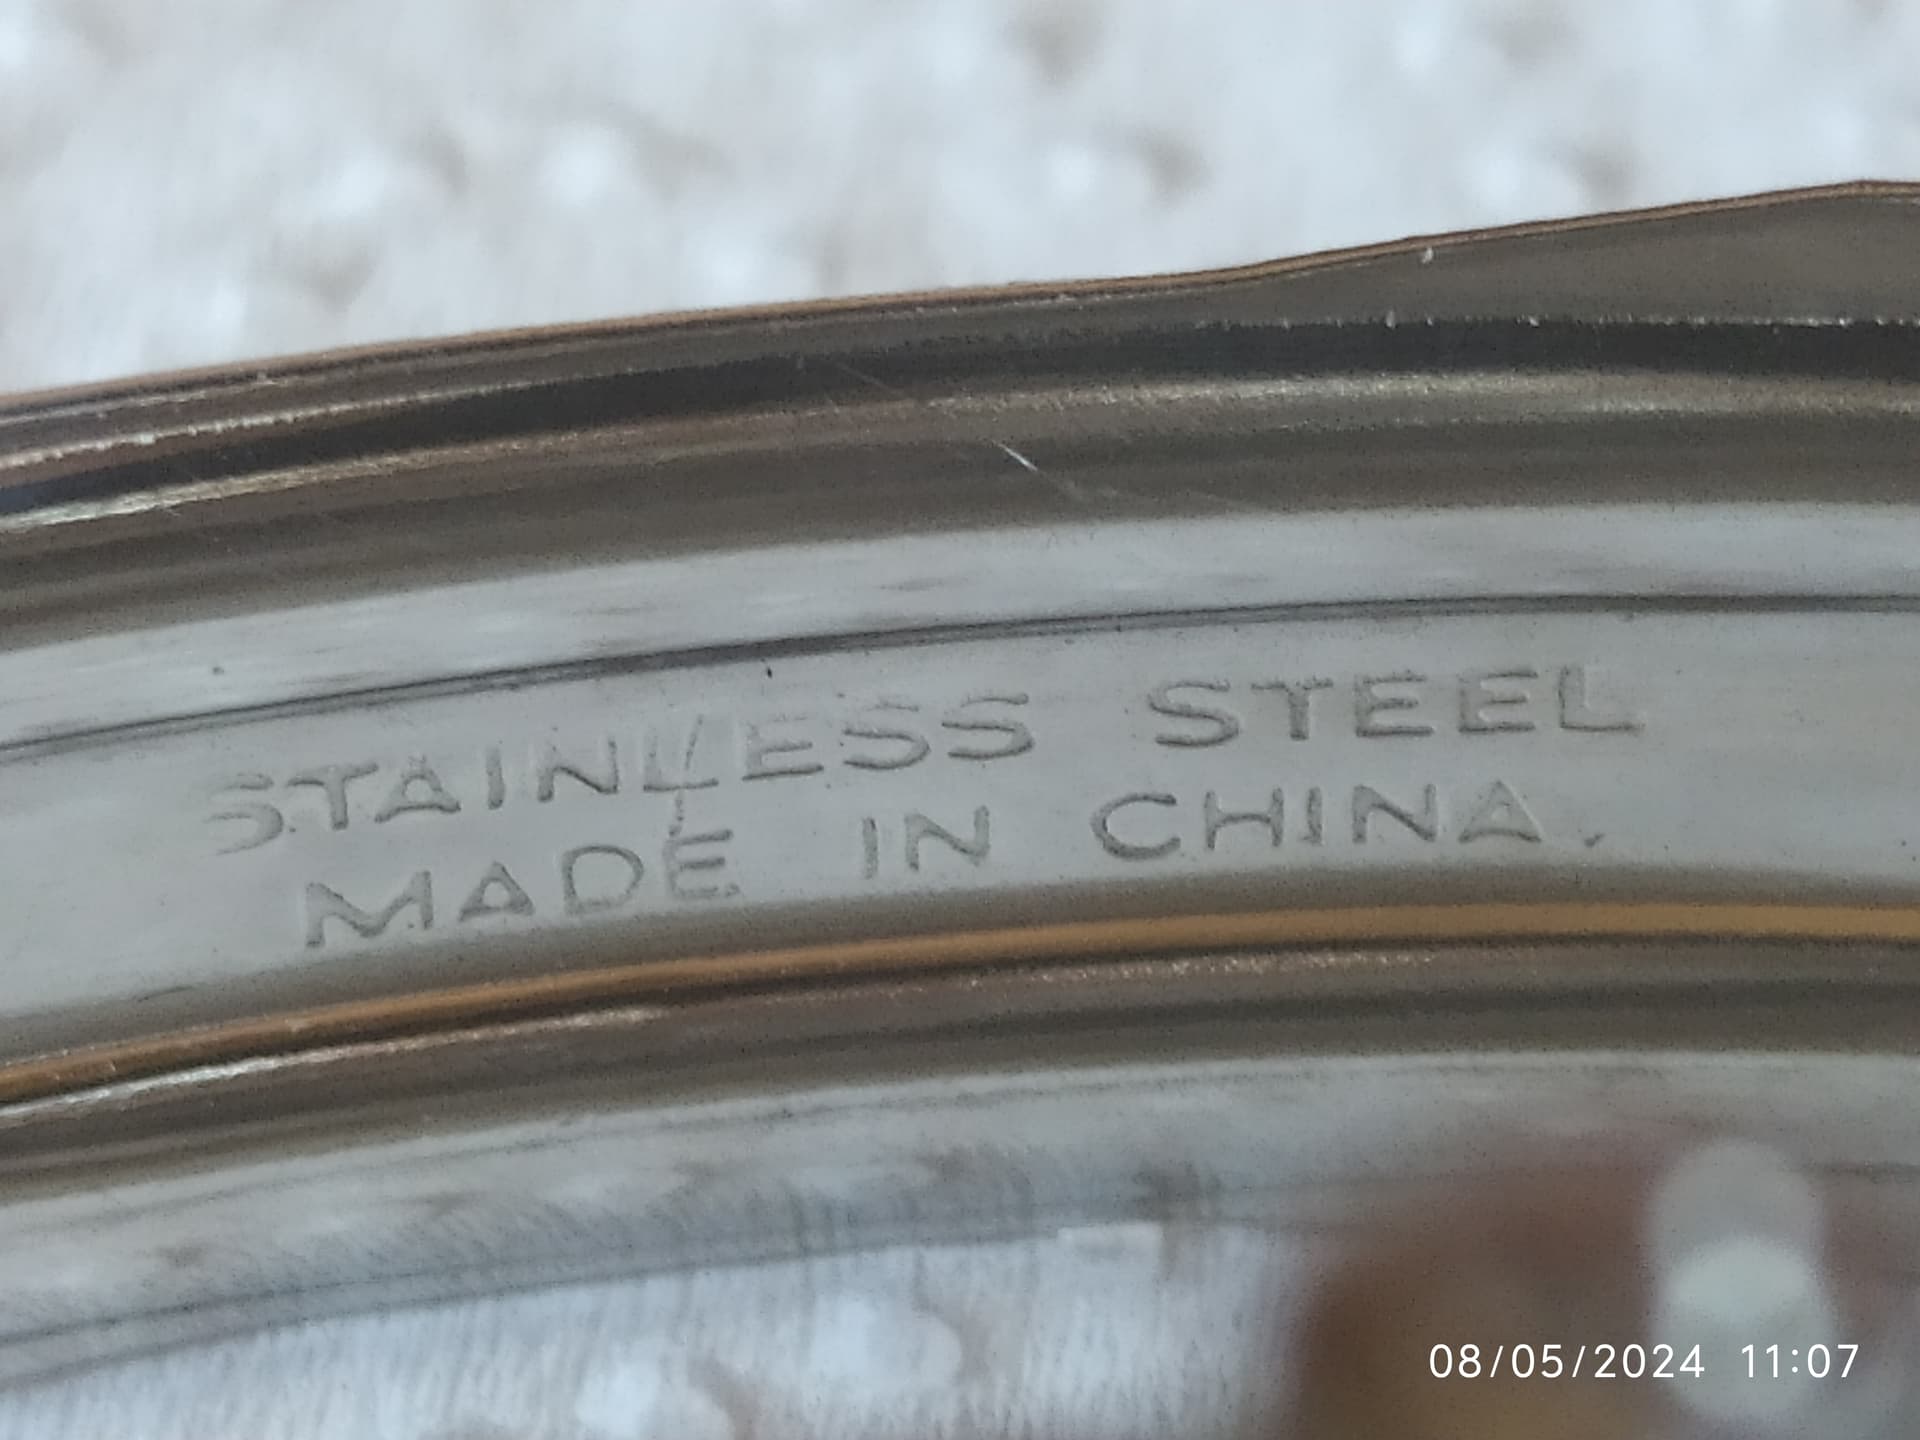 STAINLESS STEEL
MADE IN CHINA.
08/05/2024 11:07